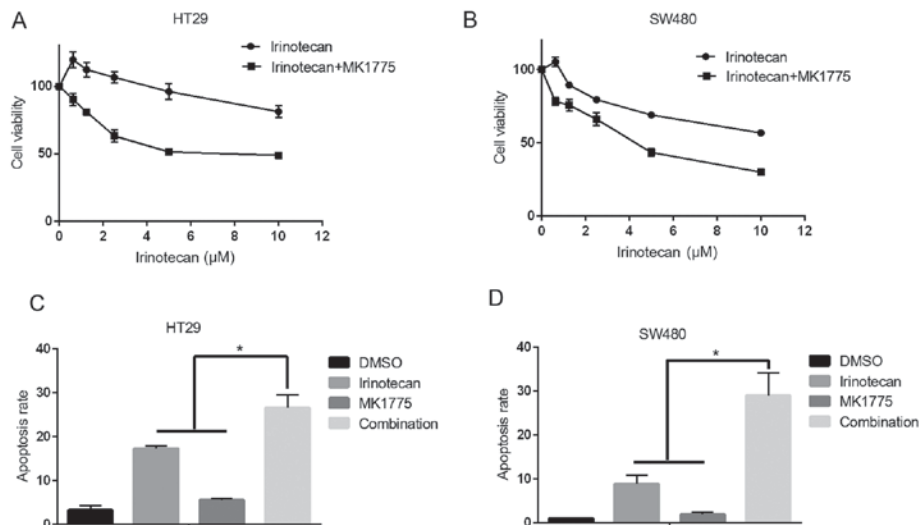 A
HT29
Irinotecan
Irinotecan+MK1775
Cell viability
100
50
0
0 2 4 6 8 10 12
Irinotecan (µM)
B
SW480
Irinotecan
Irinotecan+MK1775
Cell viability
100
50
0
0 2 4 6 8 10 12
Irinotecan (µM)
C
HT29
*
DMSO
Irinotecan
MK1775
Combination
Apoptosis rate
40
30
20
10
0
D
SW480
*
DMSO
Irinotecan
MK1775
Combination
Apoptosis rate
40
30
20
10
0